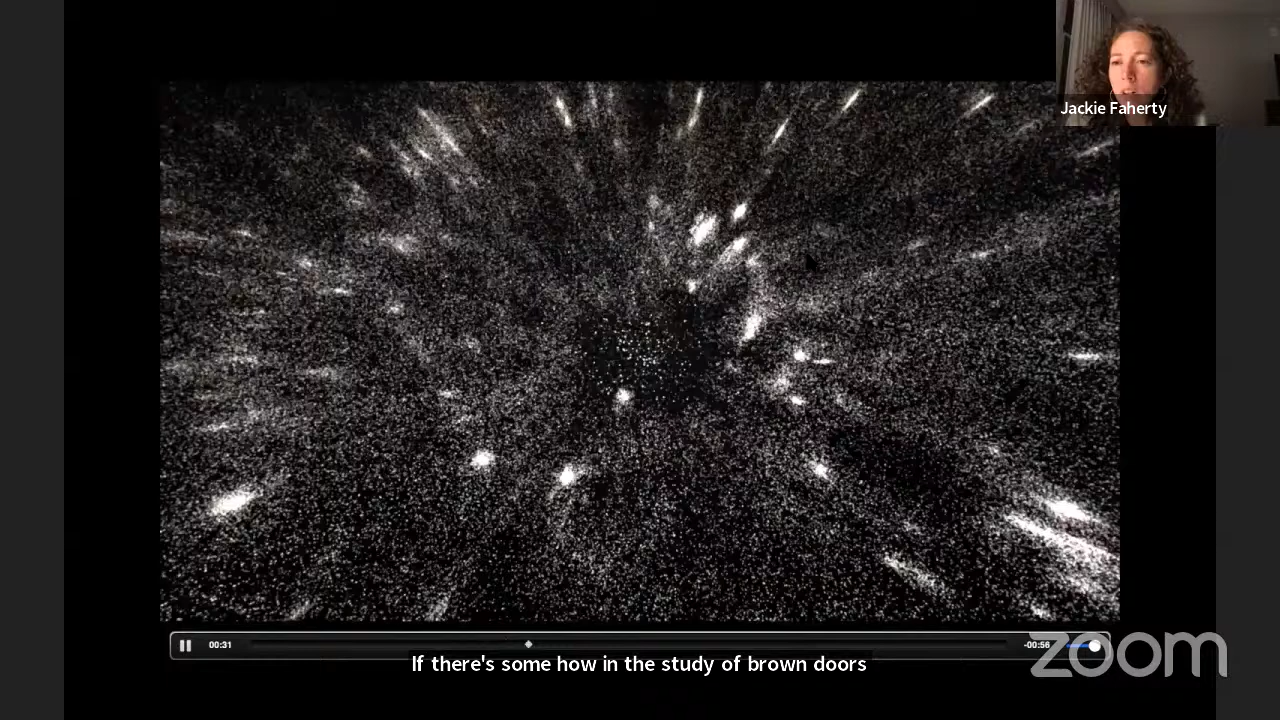 Jackie Faherty
00:31
-00:56
zoom
If there's some how in the study of brown doors